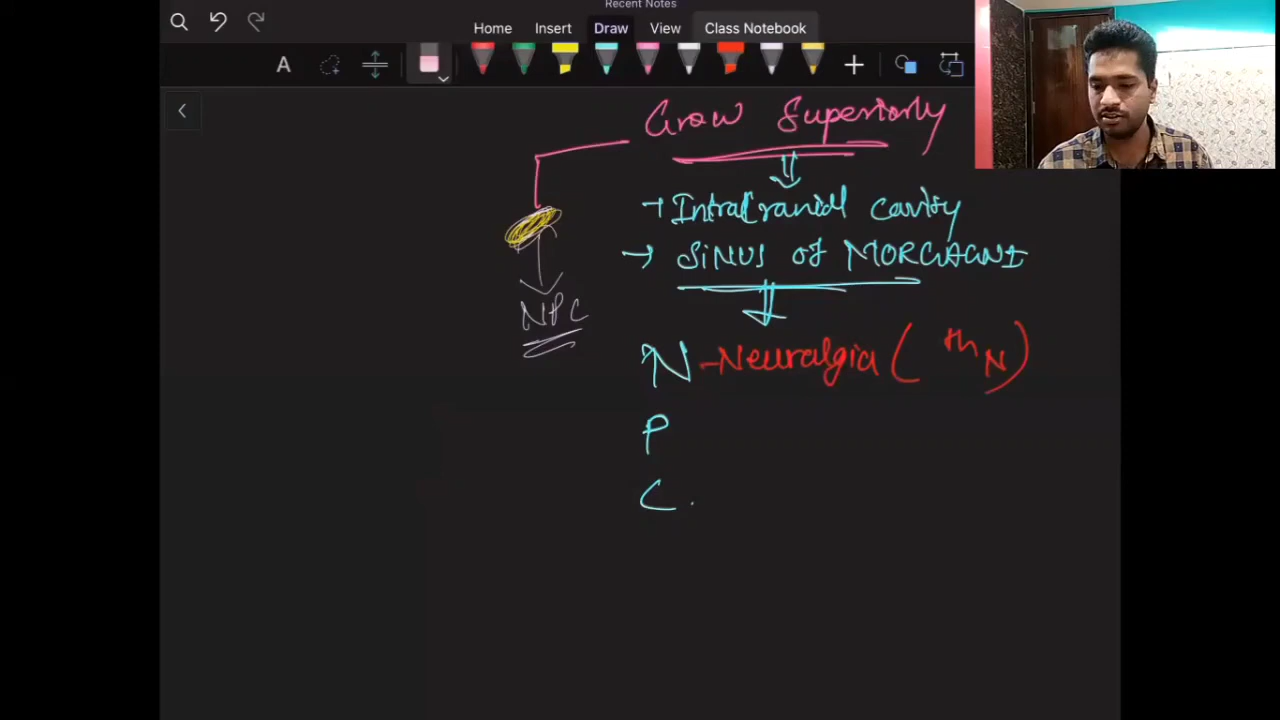 Recent Notes
Home Insert Draw View Class Notebook
A
Grow Superiorly
→ IntraCranial cavity
→ SINUS of MORGAGNI
NPC
N - Neuralgia ( th N )
P
C .